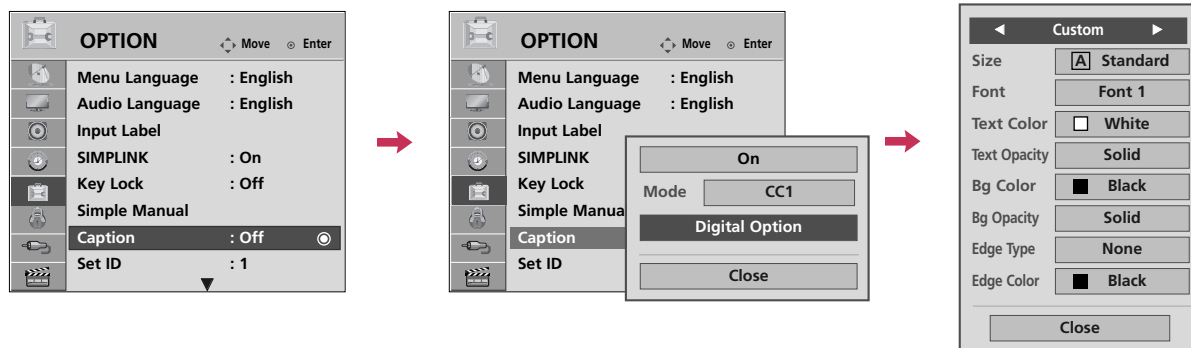 OPTION Move Enter
Menu Language : English
Audio Language : English
Input Label
SIMPLINK : On
Key Lock : Off
Simple Manual
Caption : Off
Set ID : 1
OPTION Move Enter
Menu Language : English
Audio Language : English
Input Label
SIMPLINK
Key Lock
Simple Manua
Caption
Set ID
On
Mode CC1
Digital Option
Close
◀ Custom ▶
Size A Standard
Font Font 1
Text Color White
Text Opacity Solid
Bg Color Black
Bg Opacity Solid
Edge Type None
Edge Color Black
Close